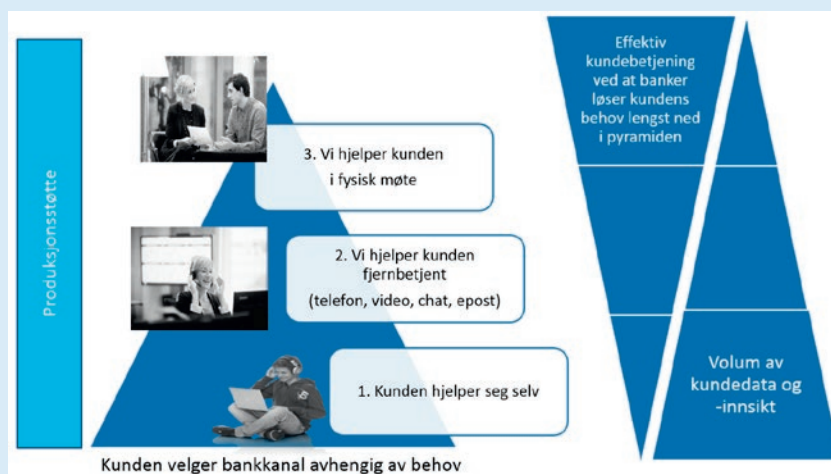 Produksjonsstøtte
3. Vi hjelper kunden
i fysisk møte
2. Vi hjelper kunden
fjernbetjent
(telefon, video, chat, epost)
1. Kunden hjelper seg selv
Kunden velger bankkanal avhengig av behov
Effektiv
kundebetjening
ved at banker
løser kundens
behov lengst ned
i pyramiden
Volum av
kundedata og
-innsikt